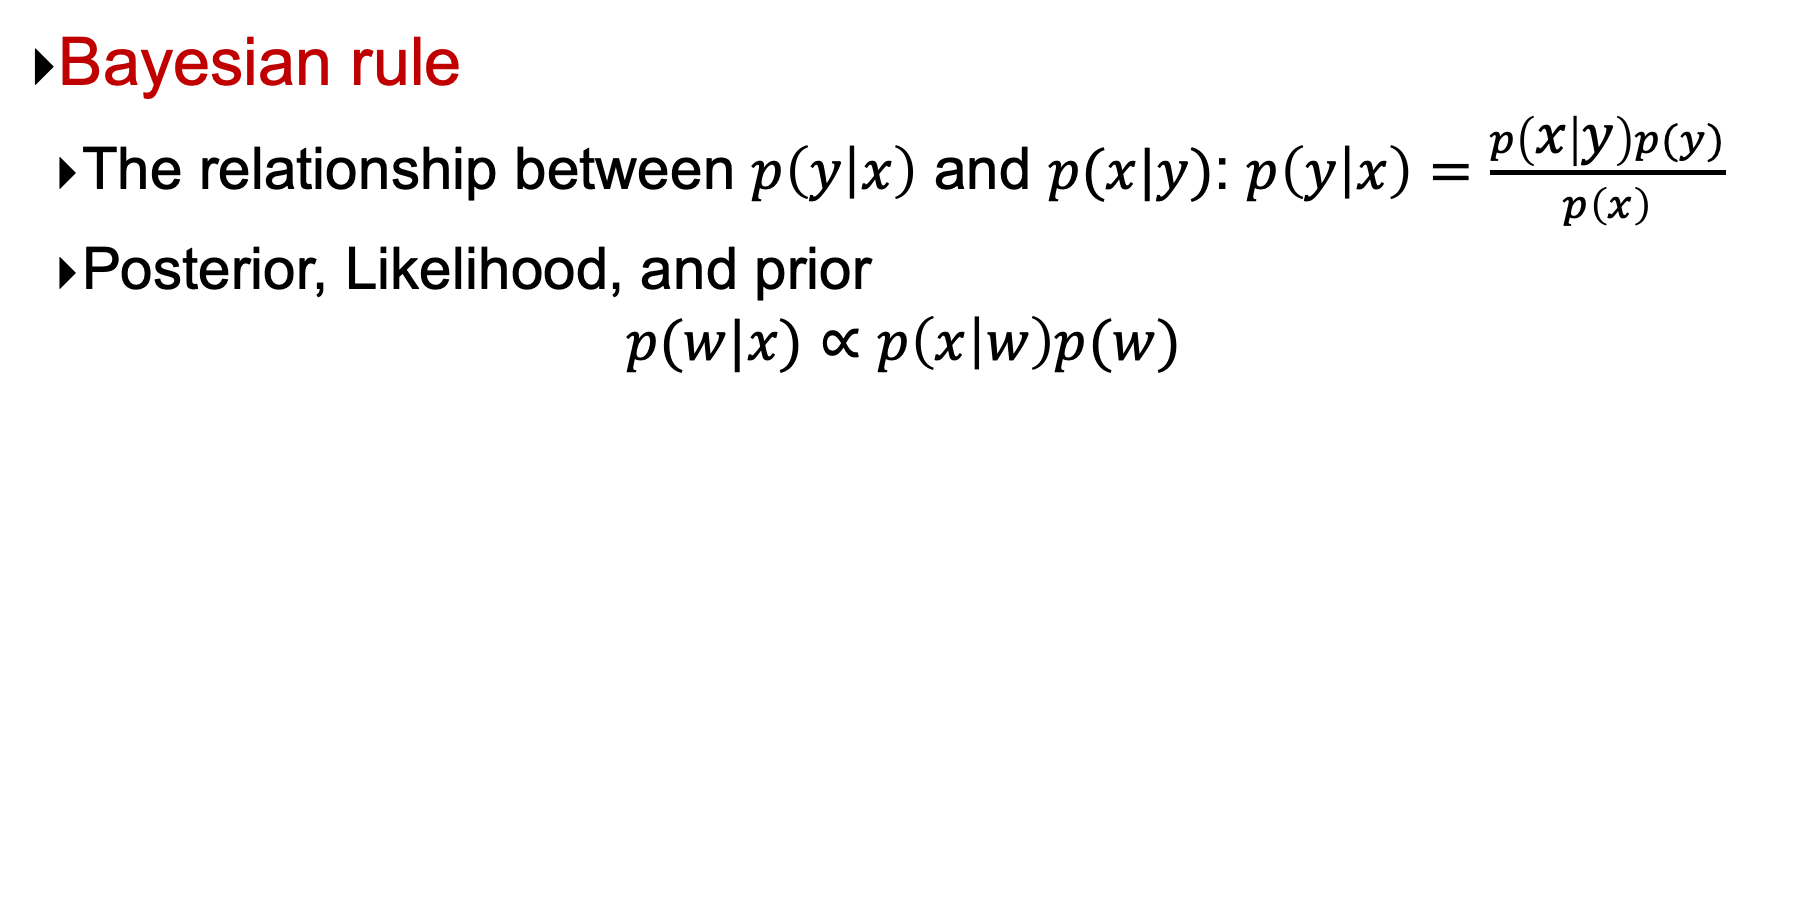 ▸Bayesian rule
▸The relationship between p(y|x) and p(x|y): p(y|x) = p(x|y)p(y) / p(x)
▸Posterior, Likelihood, and prior
p(w|x) ∝ p(x|w)p(w)